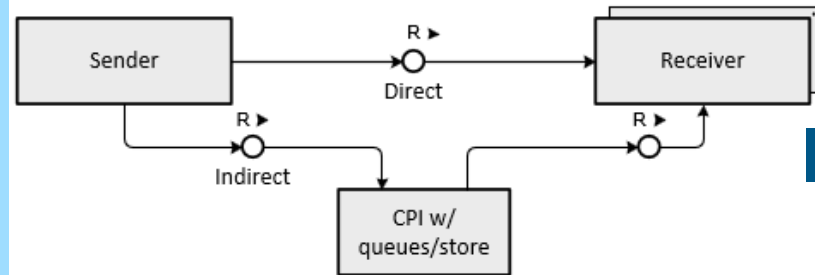 R ▶
Sender
Receiver
Direct
R ▶
R ▶
Indirect
CPI w/
queues/store